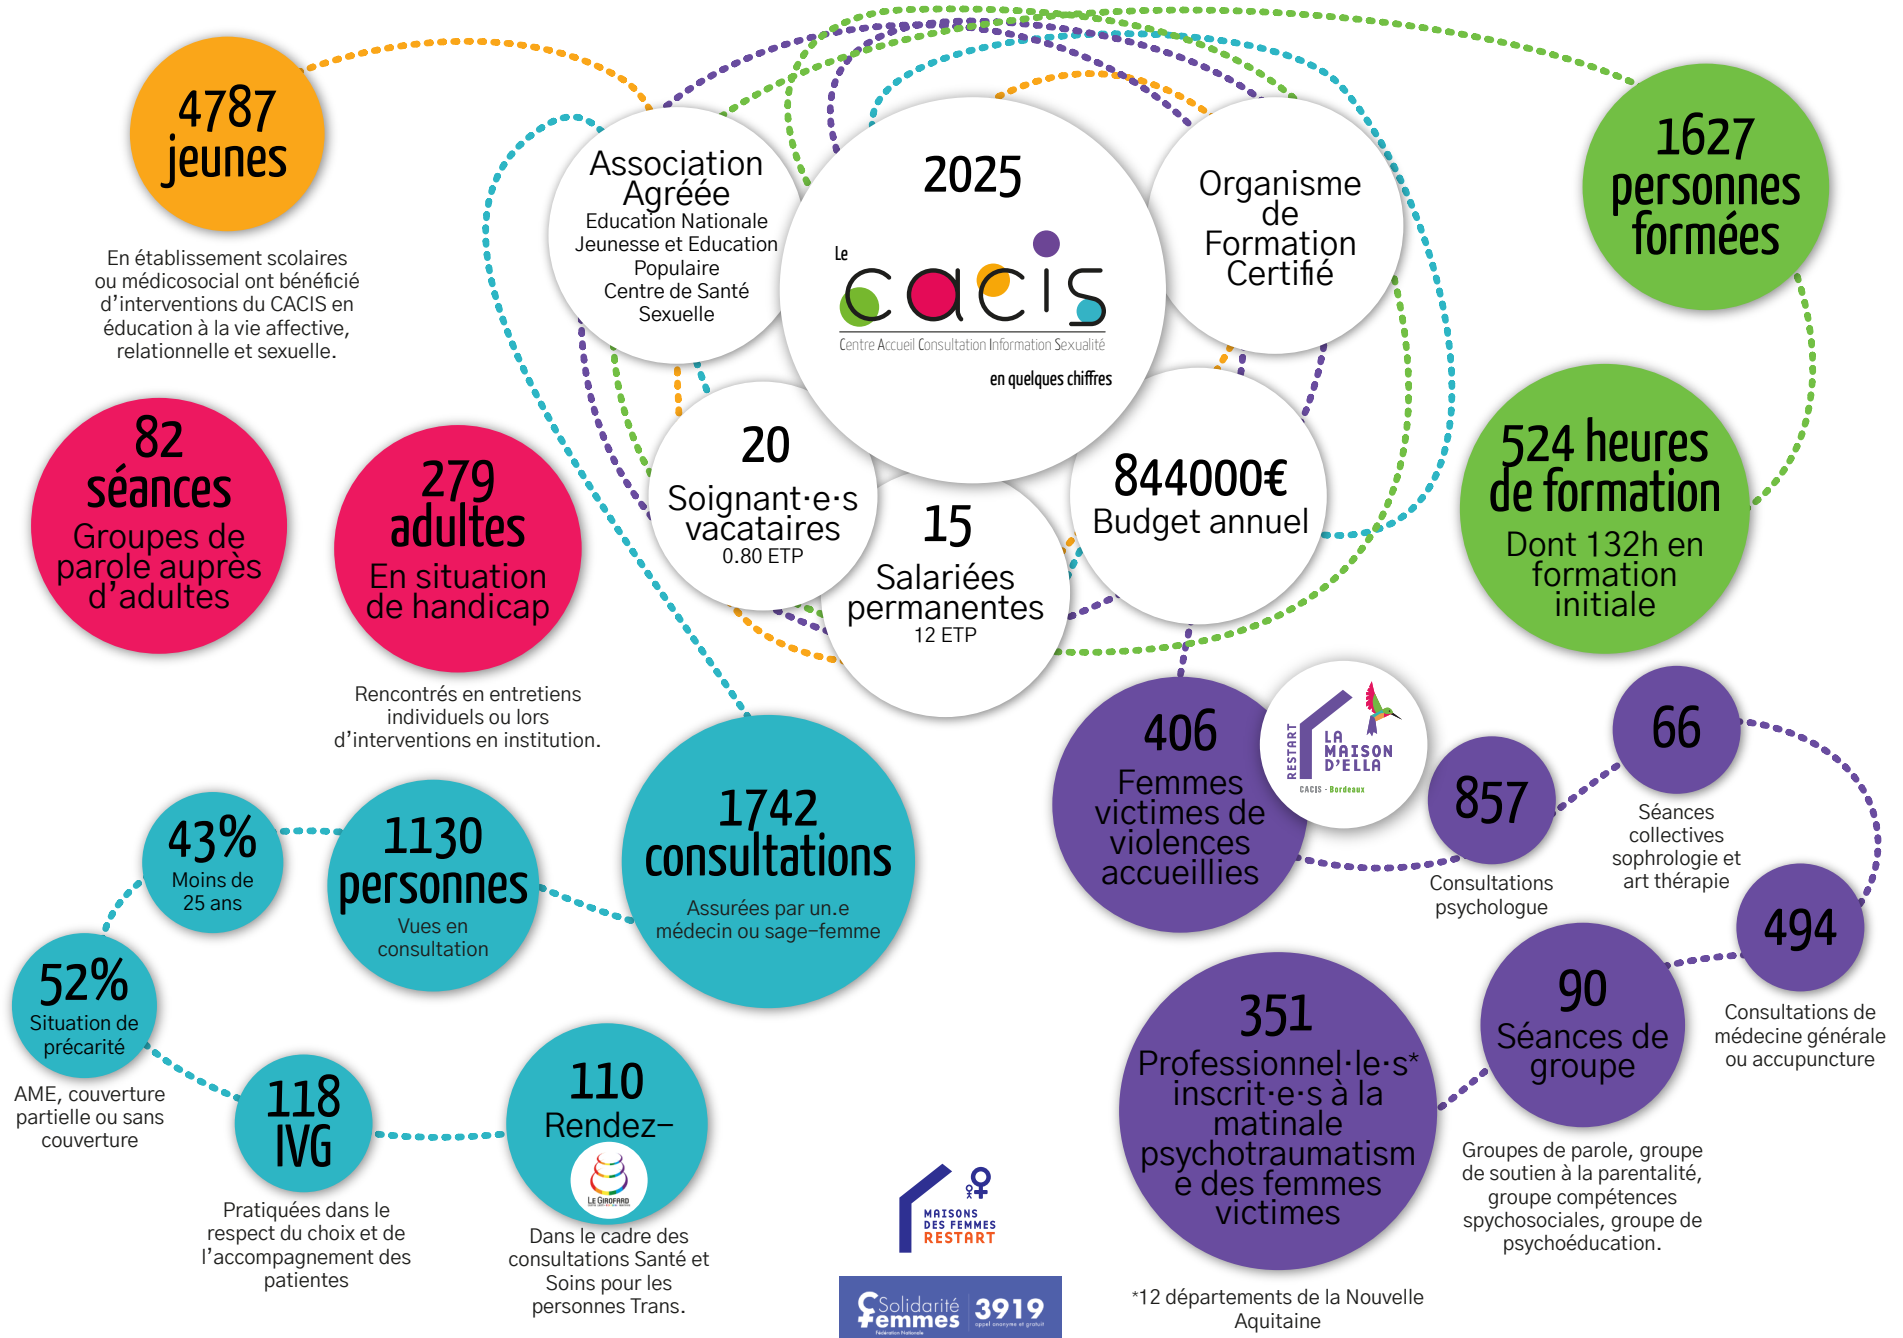 4787
jeunes
En établissement scolaires
ou médicosocial ont bénéficié
d'interventions du CACIS en
éducation à la vie affective,
relationnelle et sexuelle.
Association
Agréée
Education Nationale
Jeunesse et Education
Populaire
Centre de Santé
Sexuelle
2025
Le
cacis
Centre Accueil Consultation Information Sexualité
en quelques chiffres
Organisme
de
Formation
Certifié
1627
personnes
formées
82
séances
Groupes de
parole auprès
d'adultes
279
adultes
En situation
de handicap
Rencontrés en entretiens
individuels ou lors
d'interventions en institution.
20
Soignant·e·s
vacataires
0.80 ETP
15
Salariées
permanentes
12 ETP
844000€
Budget annuel
524 heures
de formation
Dont 132h en
formation
initiale
43%
Moins de
25 ans
1130
personnes
Vues en
consultation
1742
consultations
Assurées par un.e
médecin ou sage-femme
52%
Situation de
précarité
AME, couverture
partielle ou sans
couverture
118
IVG
Pratiquées dans le
respect du choix et de
l'accompagnement des
patientes
110
Rendez-
LE GIROFARD
Dans le cadre des
consultations Santé et
Soins pour les
personnes Trans.
406
Femmes
victimes de
violences
accueillies
RESTART
LA
MAISON
D'ELLA
CACIS - Bordeaux
857
Consultations
psychologue
66
Séances
collectives
sophrologie et
art thérapie
494
Consultations de
médecine générale
ou accupuncture
90
Séances de
groupe
Groupes de parole, groupe
de soutien à la parentalité,
groupe compétences
spychosociales, groupe de
psychoéducation.
351
Professionnel·le·s*
inscrit·e·s à la
matinale
psychotraumatism
e des femmes
victimes
*12 départements de la Nouvelle
Aquitaine
MAISONS
DES FEMMES
RESTART
Solidarité
Femmes
Fédération Nationale
3919
appel anonyme et gratuit